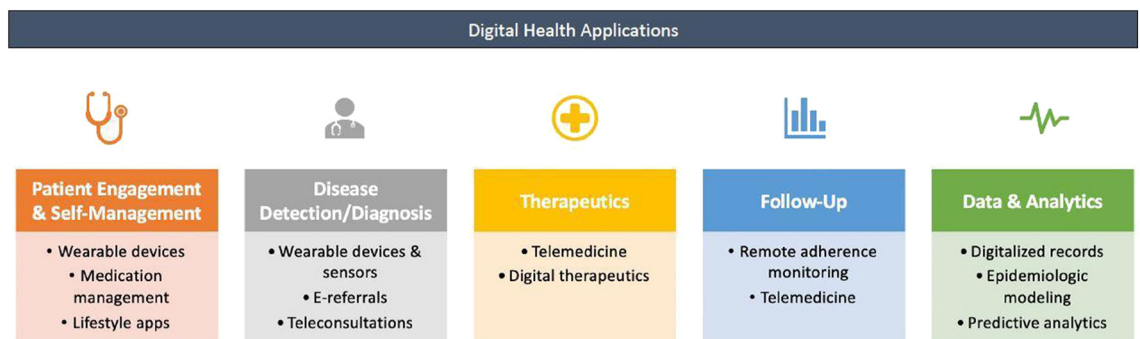 Digital Health Applications
Patient Engagement
& Self-Management
• Wearable devices
• Medication
management
• Lifestyle apps
Disease
Detection/Diagnosis
• Wearable devices &
sensors
• E-referrals
• Teleconsultations
Therapeutics
• Telemedicine
• Digital therapeutics
Follow-Up
• Remote adherence
monitoring
• Telemedicine
Data & Analytics
• Digitalized records
• Epidemiologic
modeling
• Predictive analytics